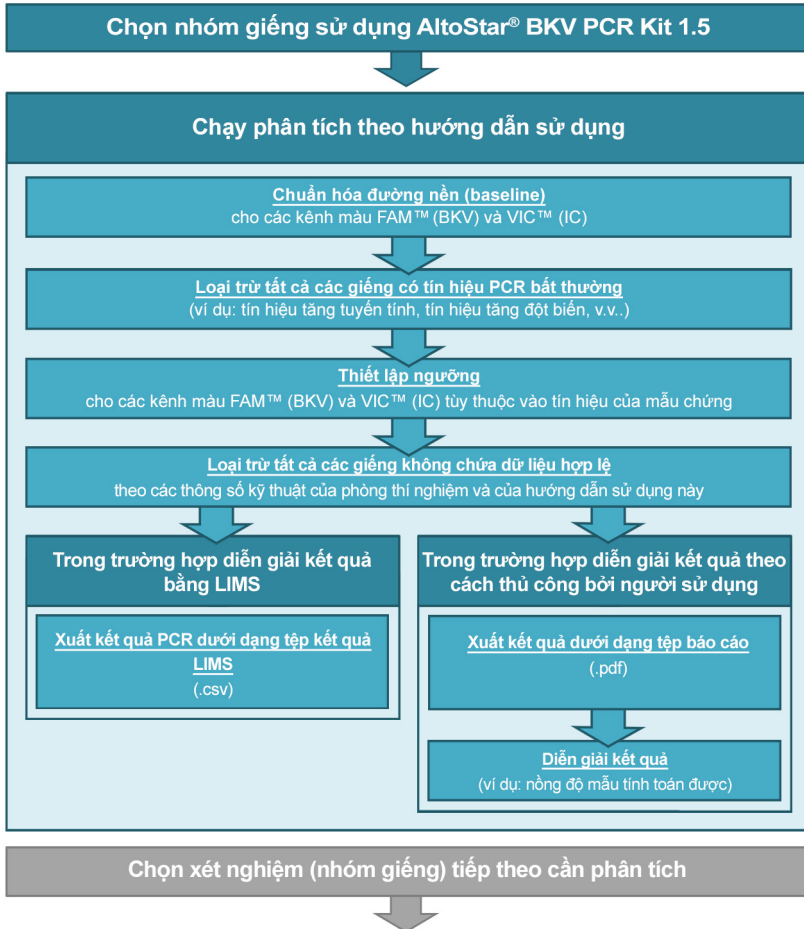 Chọn nhóm giếng sử dụng AltoStar® BKV PCR Kit 1.5
Chạy phân tích theo hướng dẫn sử dụng
Chuẩn hóa đường nền (baseline)
cho các kênh màu FAM™ (BKV) và VIC™ (IC)
Loại trừ tất cả các giếng có tín hiệu PCR bất thường
(ví dụ: tín hiệu tăng tuyến tính, tín hiệu tăng đột biến, v.v..)
Thiết lập ngưỡng
cho các kênh màu FAM™ (BKV) và VIC™ (IC) tùy thuộc vào tín hiệu của mẫu chứng
Loại trừ tất cả các giếng không chứa dữ liệu hợp lệ
theo các thông số kỹ thuật của phòng thí nghiệm và của hướng dẫn sử dụng này
Trong trường hợp diễn giải kết quả
bằng LIMS
Xuất kết quả PCR dưới dạng tệp kết quả
LIMS
(.csv)
Trong trường hợp diễn giải kết quả theo
cách thủ công bởi người sử dụng
Xuất kết quả dưới dạng tệp báo cáo
(.pdf)
Diễn giải kết quả
(ví dụ: nồng độ mẫu tính toán được)
Chọn xét nghiệm (nhóm giếng) tiếp theo cần phân tích